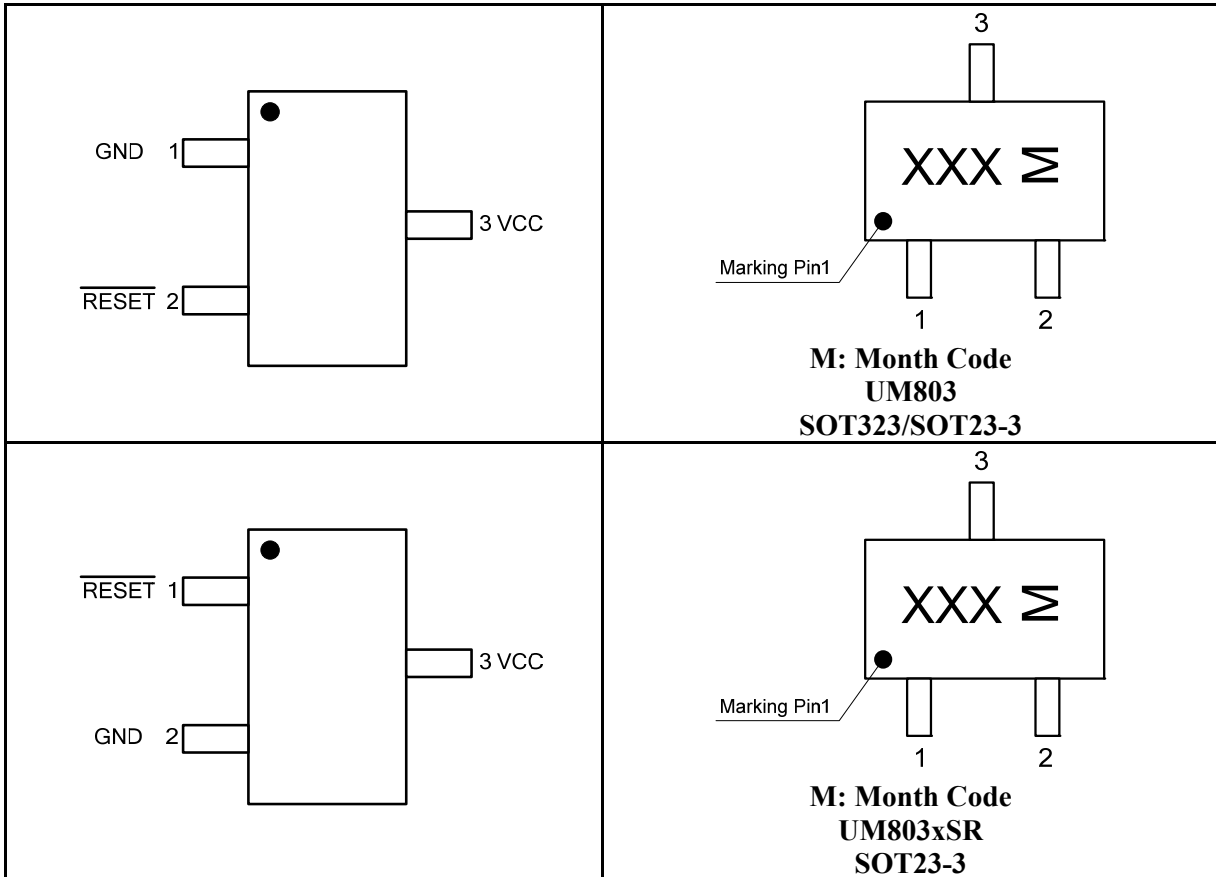 GND 1
3 VCC
RESET 2
3
XXX M
Marking Pin1
1 2
M: Month Code
UM803
SOT323/SOT23-3
RESET 1
3 VCC
GND 2
3
XXX M
Marking Pin1
1 2
M: Month Code
UM803xSR
SOT23-3